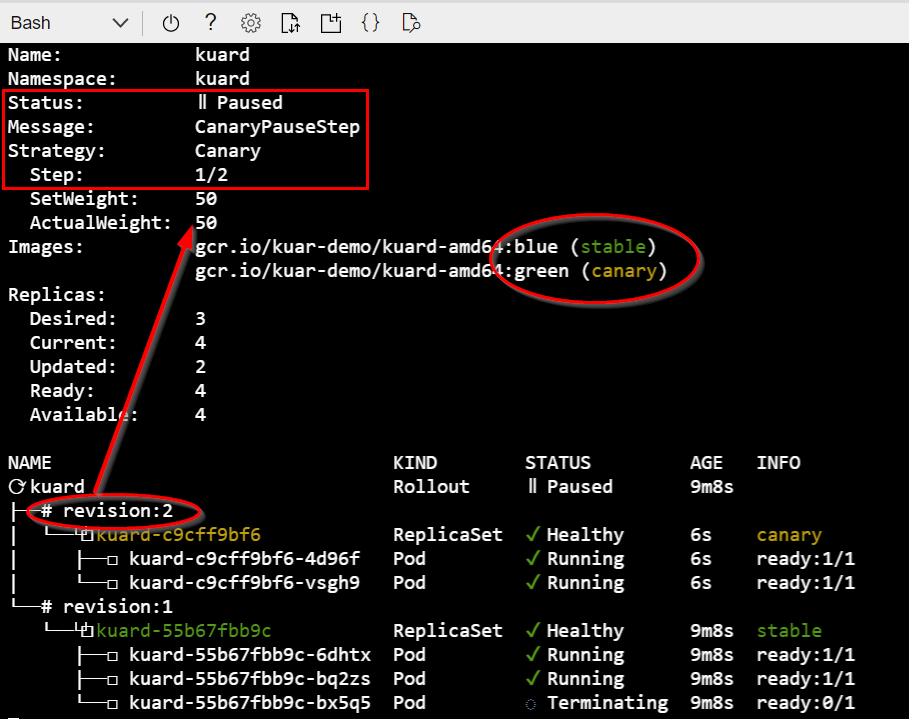 Bash ? {}
Name: kuard
Namespace: kuard
Status: ॥ Paused
Message: CanaryPauseStep
Strategy: Canary
Step: 1/2
SetWeight: 50
ActualWeight: 50
Images: gcr.io/kuar-demo/kuard-amd64:blue (stable)
gcr.io/kuar-demo/kuard-amd64:green (canary)
Replicas:
Desired: 3
Current: 4
Updated: 2
Ready: 4
Available: 4
NAME KIND STATUS AGE INFO
⟳ kuard Rollout ॥ Paused 9m8s
├──# revision:2
│  └──⧉ kuard-c9cff9bf6 ReplicaSet ✔ Healthy 6s canary
│     ├──□ kuard-c9cff9bf6-4d96f Pod ✔ Running 6s ready:1/1
│     └──□ kuard-c9cff9bf6-vsgh9 Pod ✔ Running 6s ready:1/1
└──# revision:1
   └──⧉ kuard-55b67fbb9c ReplicaSet ✔ Healthy 9m8s stable
      ├──□ kuard-55b67fbb9c-6dhtx Pod ✔ Running 9m8s ready:1/1
      ├──□ kuard-55b67fbb9c-bq2zs Pod ✔ Running 9m8s ready:1/1
      └──□ kuard-55b67fbb9c-bx5q5 Pod ◌ Terminating 9m8s ready:0/1